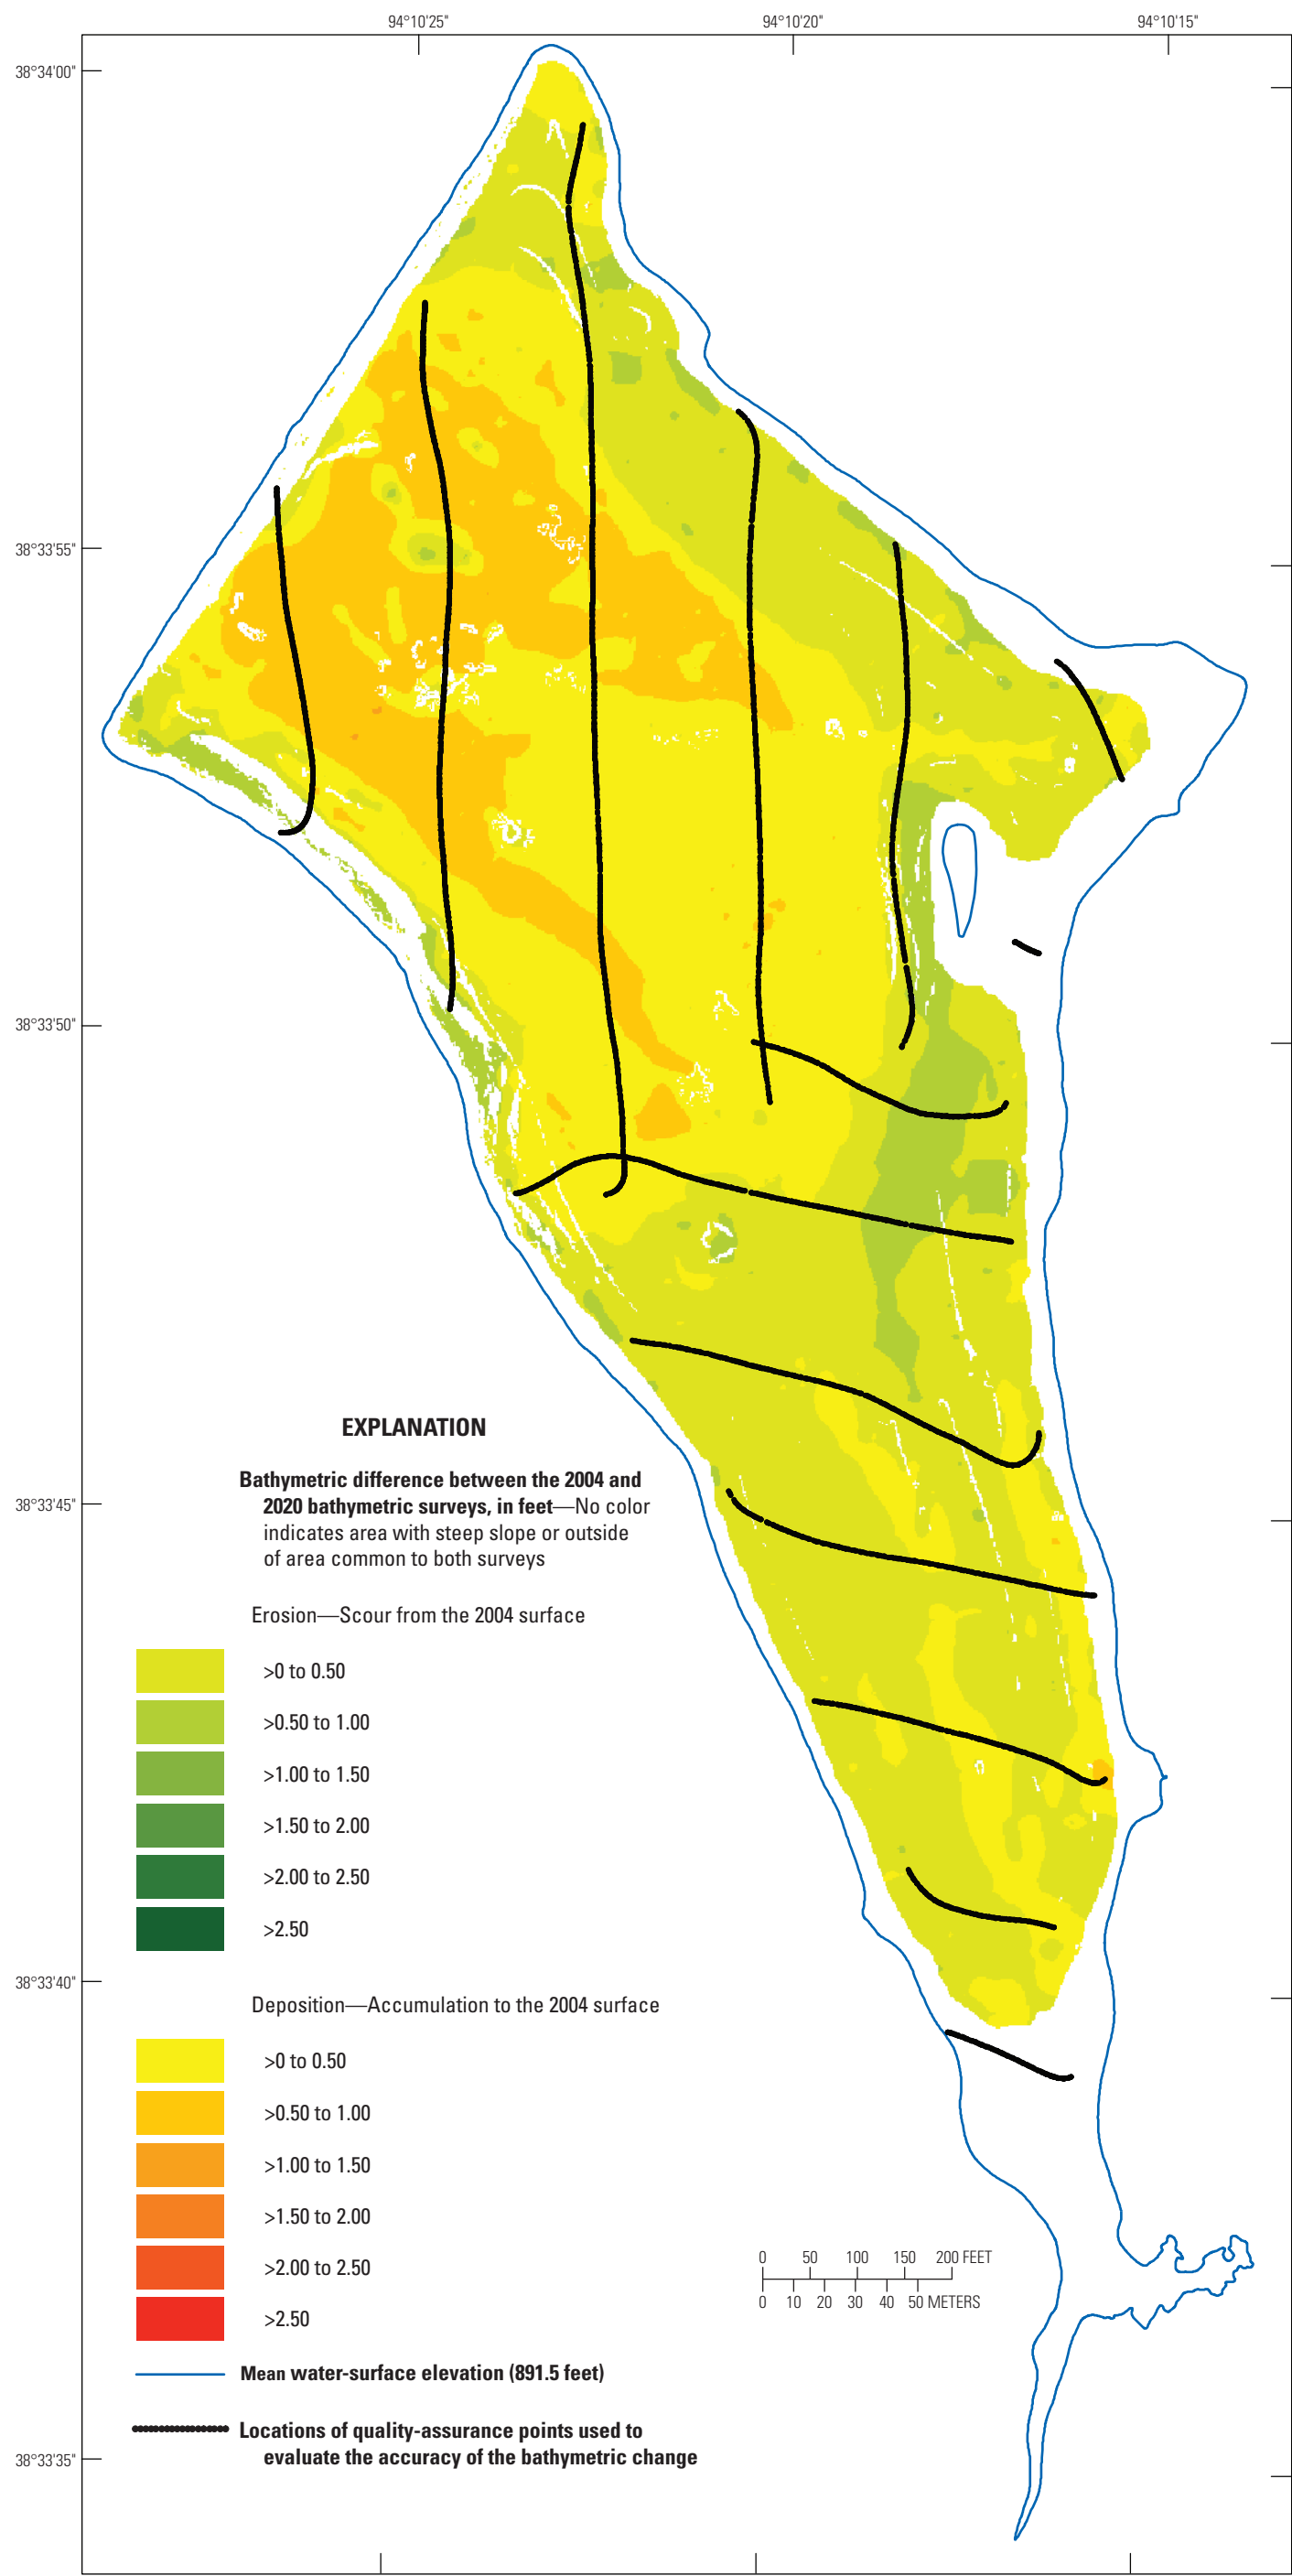 94°10'25"
94°10'20"
94°10'15"
38°34'00"
38°33'55"
38°33'50"
38°33'45"
38°33'40"
38°33'35"
EXPLANATION
Bathymetric difference between the 2004 and
2020 bathymetric surveys, in feet—No color
indicates area with steep slope or outside
of area common to both surveys
Erosion—Scour from the 2004 surface
>0 to 0.50
>0.50 to 1.00
>1.00 to 1.50
>1.50 to 2.00
>2.00 to 2.50
>2.50
Deposition—Accumulation to the 2004 surface
>0 to 0.50
>0.50 to 1.00
>1.00 to 1.50
>1.50 to 2.00
>2.00 to 2.50
>2.50
Mean water-surface elevation (891.5 feet)
Locations of quality-assurance points used to
evaluate the accuracy of the bathymetric change
0 50 100 150 200 FEET
0 10 20 30 40 50 METERS